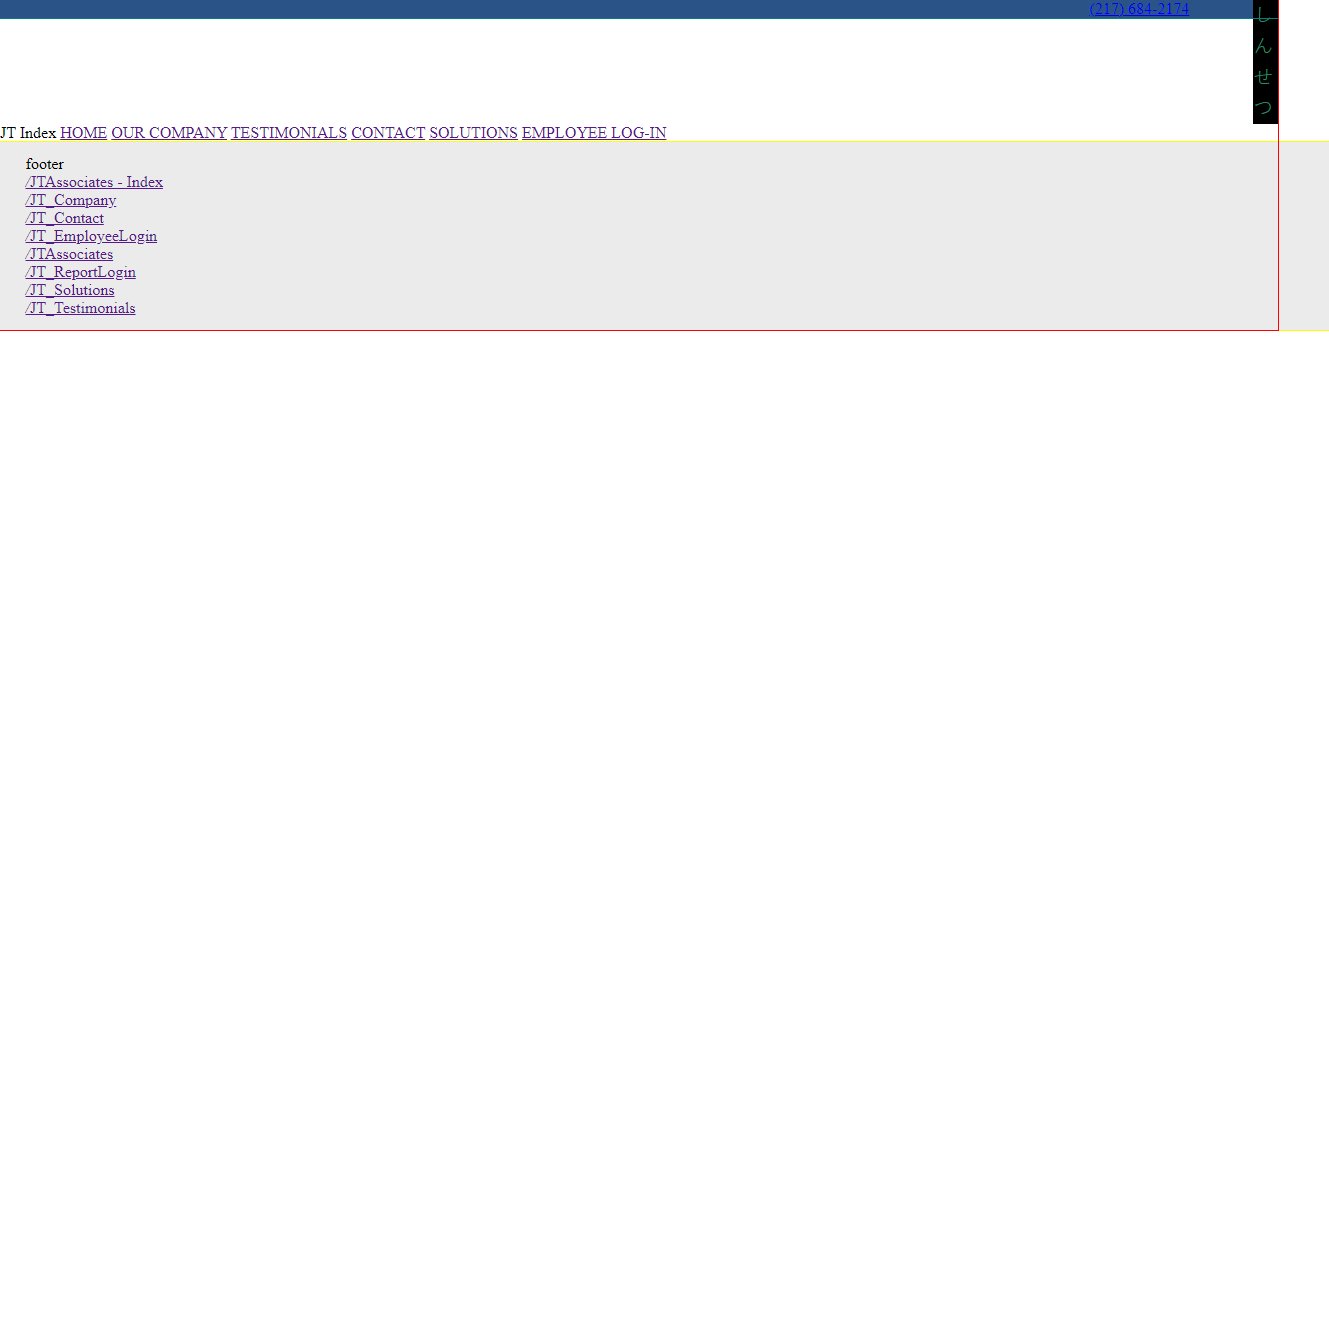 (217) 684-2174
しんせつ
JT Index HOME OUR COMPANY TESTIMONIALS CONTACT SOLUTIONS EMPLOYEE LOG-IN
footer
/JTAssociates - Index
/JT_Company
/JT_Contact
/JT_EmployeeLogin
/JTAssociates
/JT_ReportLogin
/JT_Solutions
/JT_Testimonials